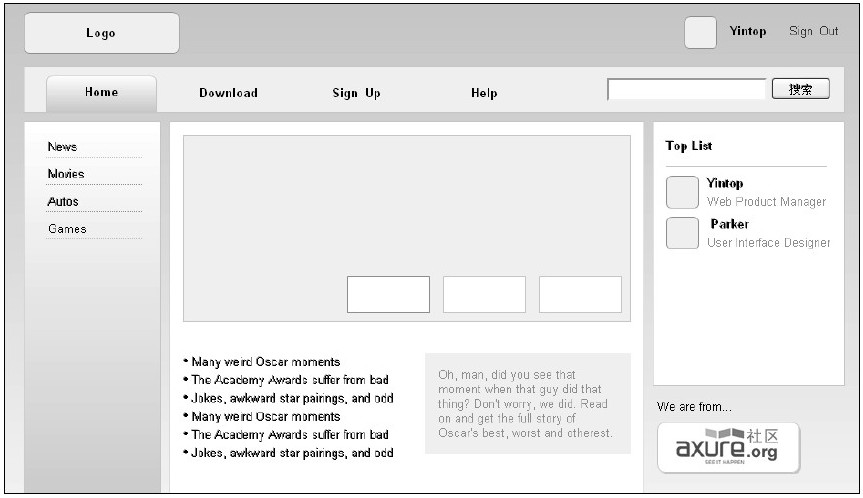 Logo
Yintop Sign Out
Home Download Sign Up Help 搜索
News
Movies
Autos
Games
• Many weird Oscar moments
• The Academy Awards suffer from bad
• Jokes, awkward star pairings, and odd
• Many weird Oscar moments
• The Academy Awards suffer from bad
• Jokes, awkward star pairings, and odd
Oh, man, did you see that
moment when that guy did that
thing? Don't worry, we did. Read
on and get the full story of
Oscar's best, worst and otherest.
Top List
Yintop
Web Product Manager
Parker
User Interface Designer
We are from...
axure社区.org
SEE IT HAPPEN